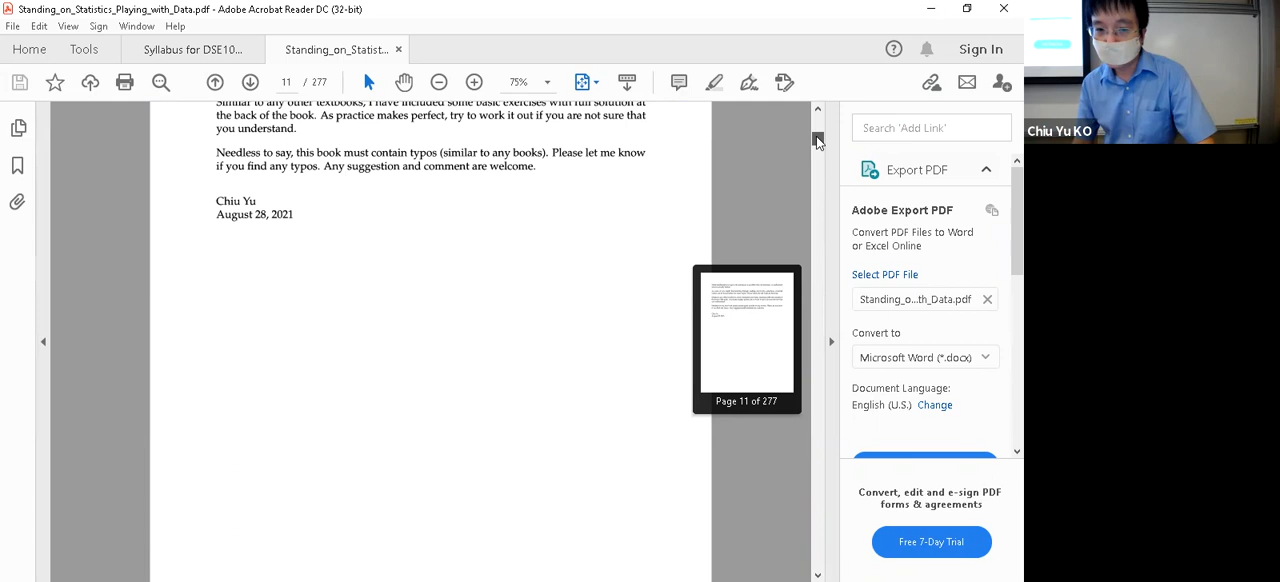 Standing_on_Statistics_Playing_with_Data.pdf - Adobe Acrobat Reader DC (32-bit)
File Edit View Sign Window Help
Home Tools Syllabus for DSE10... Standing_on_Statist... Sign In
11 / 277 75%
Similar to any other textbooks, I have included some basic exercises with full solution at
the back of the book. As practice makes perfect, try to work it out if you are not sure that
you understand.
Needless to say, this book must contain typos (similar to any books). Please let me know
if you find any typos. Any suggestion and comment are welcome.
Chiu Yu
August 28, 2021
Page 11 of 277
Search 'Add Link'
Export PDF
Adobe Export PDF
Convert PDF Files to Word
or Excel Online
Select PDF File
Standing_o...th_Data.pdf
Convert to
Microsoft Word (*.docx)
Document Language:
English (U.S.) Change
Convert, edit and e-sign PDF
forms & agreements
Free 7-Day Trial
Chiu Yu KO